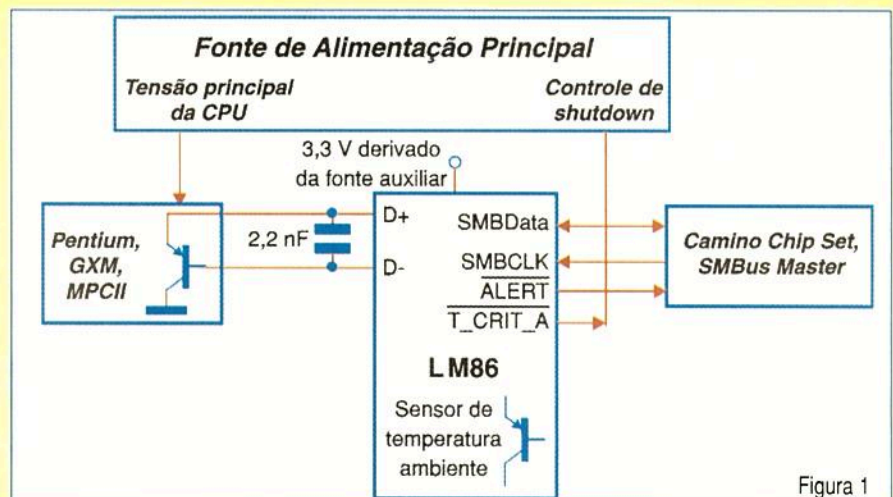 Fonte de Alimentação Principal
Tensão principal
da CPU
Controle de
shutdown
3,3 V derivado
da fonte auxiliar
Pentium,
GXM,
MPCII
2,2 nF
D+
D-
SMBData
SMBCLK
ALERT
T_CRIT_A
LM86
Sensor de
temperatura
ambiente
Camino Chip Set,
SMBus Master
Figura 1